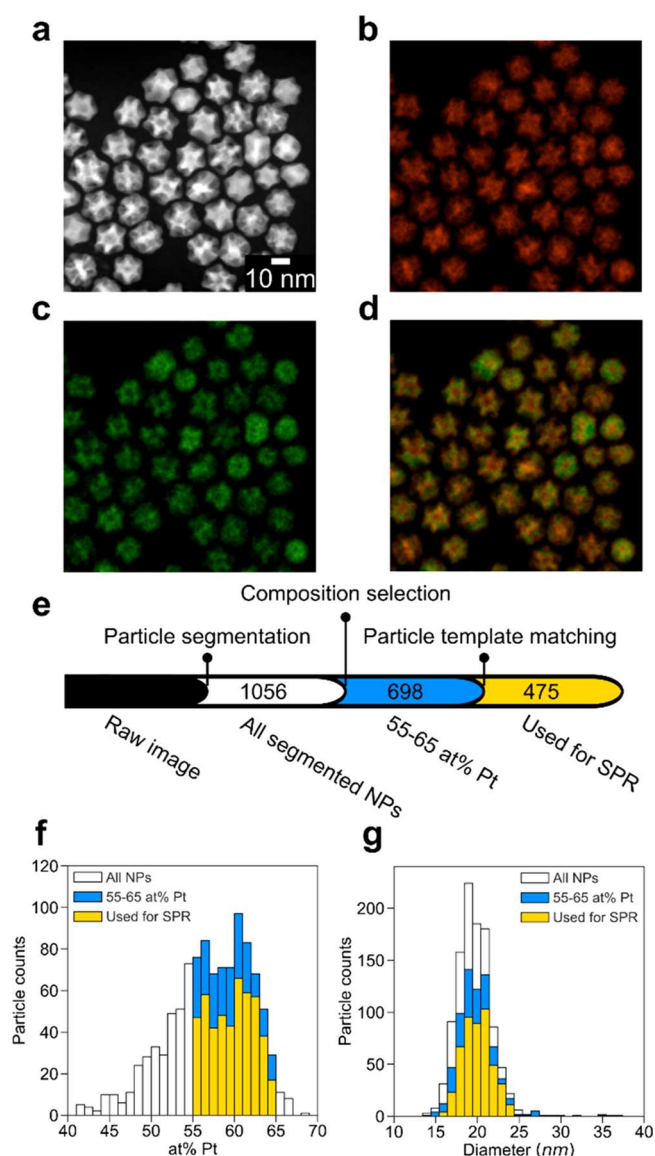 a
b
10 nm
c
d
e
Composition selection
Particle segmentation
Particle template matching
1056
698
475
Raw image
All segmented NPs
55-65 at% Pt
Used for SPR
f
g
120
100
80
60
40
20
0
Particle counts
All NPs
55-65 at% Pt
Used for SPR
40 50 60 70
at% Pt
200
150
100
50
0
Particle counts
All NPs
55-65 at% Pt
Used for SPR
10 15 20 25 30 35 40
Diameter (nm)